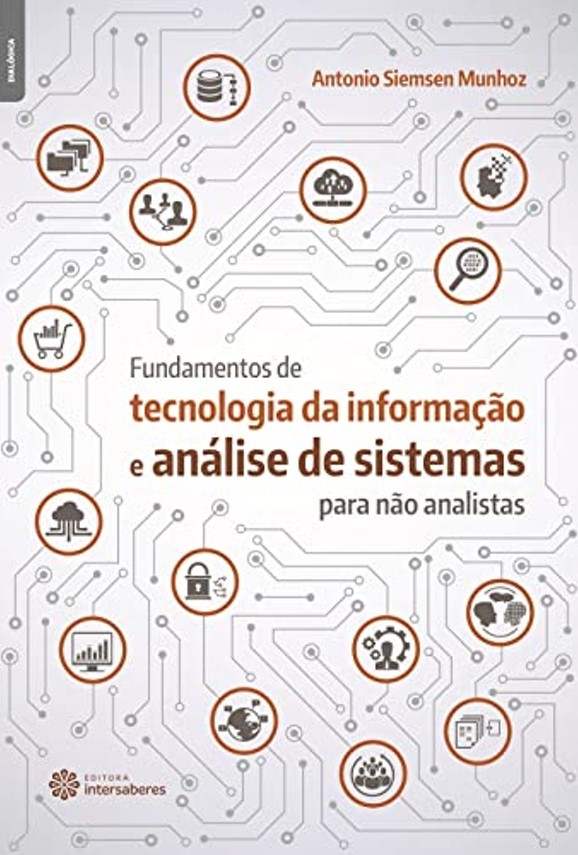 DIALÓGICA
Antonio Siemsen Munhoz
Fundamentos de
tecnologia da informação
e análise de sistemas
para não analistas
EDITORA
intersaberes